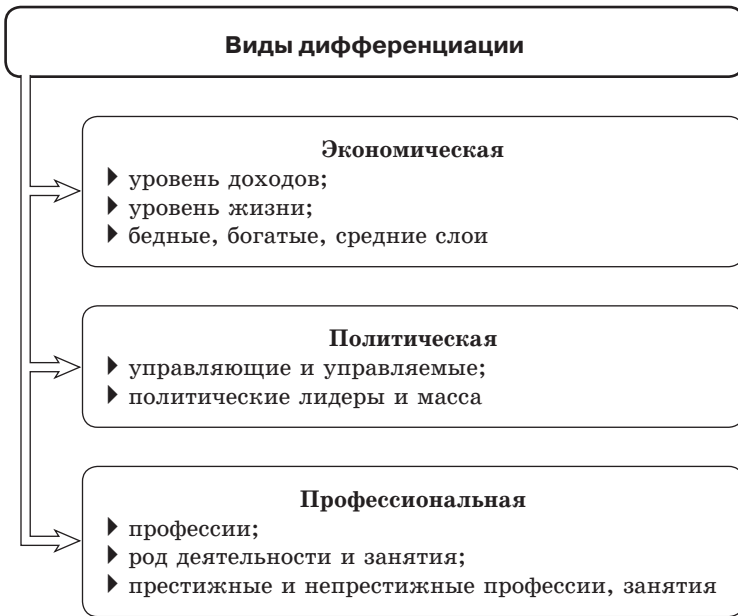 Виды дифференциации
Экономическая
уровень доходов;
уровень жизни;
бедные, богатые, средние слои
Политическая
управляющие и управляемые;
политические лидеры и масса
Профессиональная
профессии;
род деятельности и занятия;
престижные и непрестижные профессии, занятия